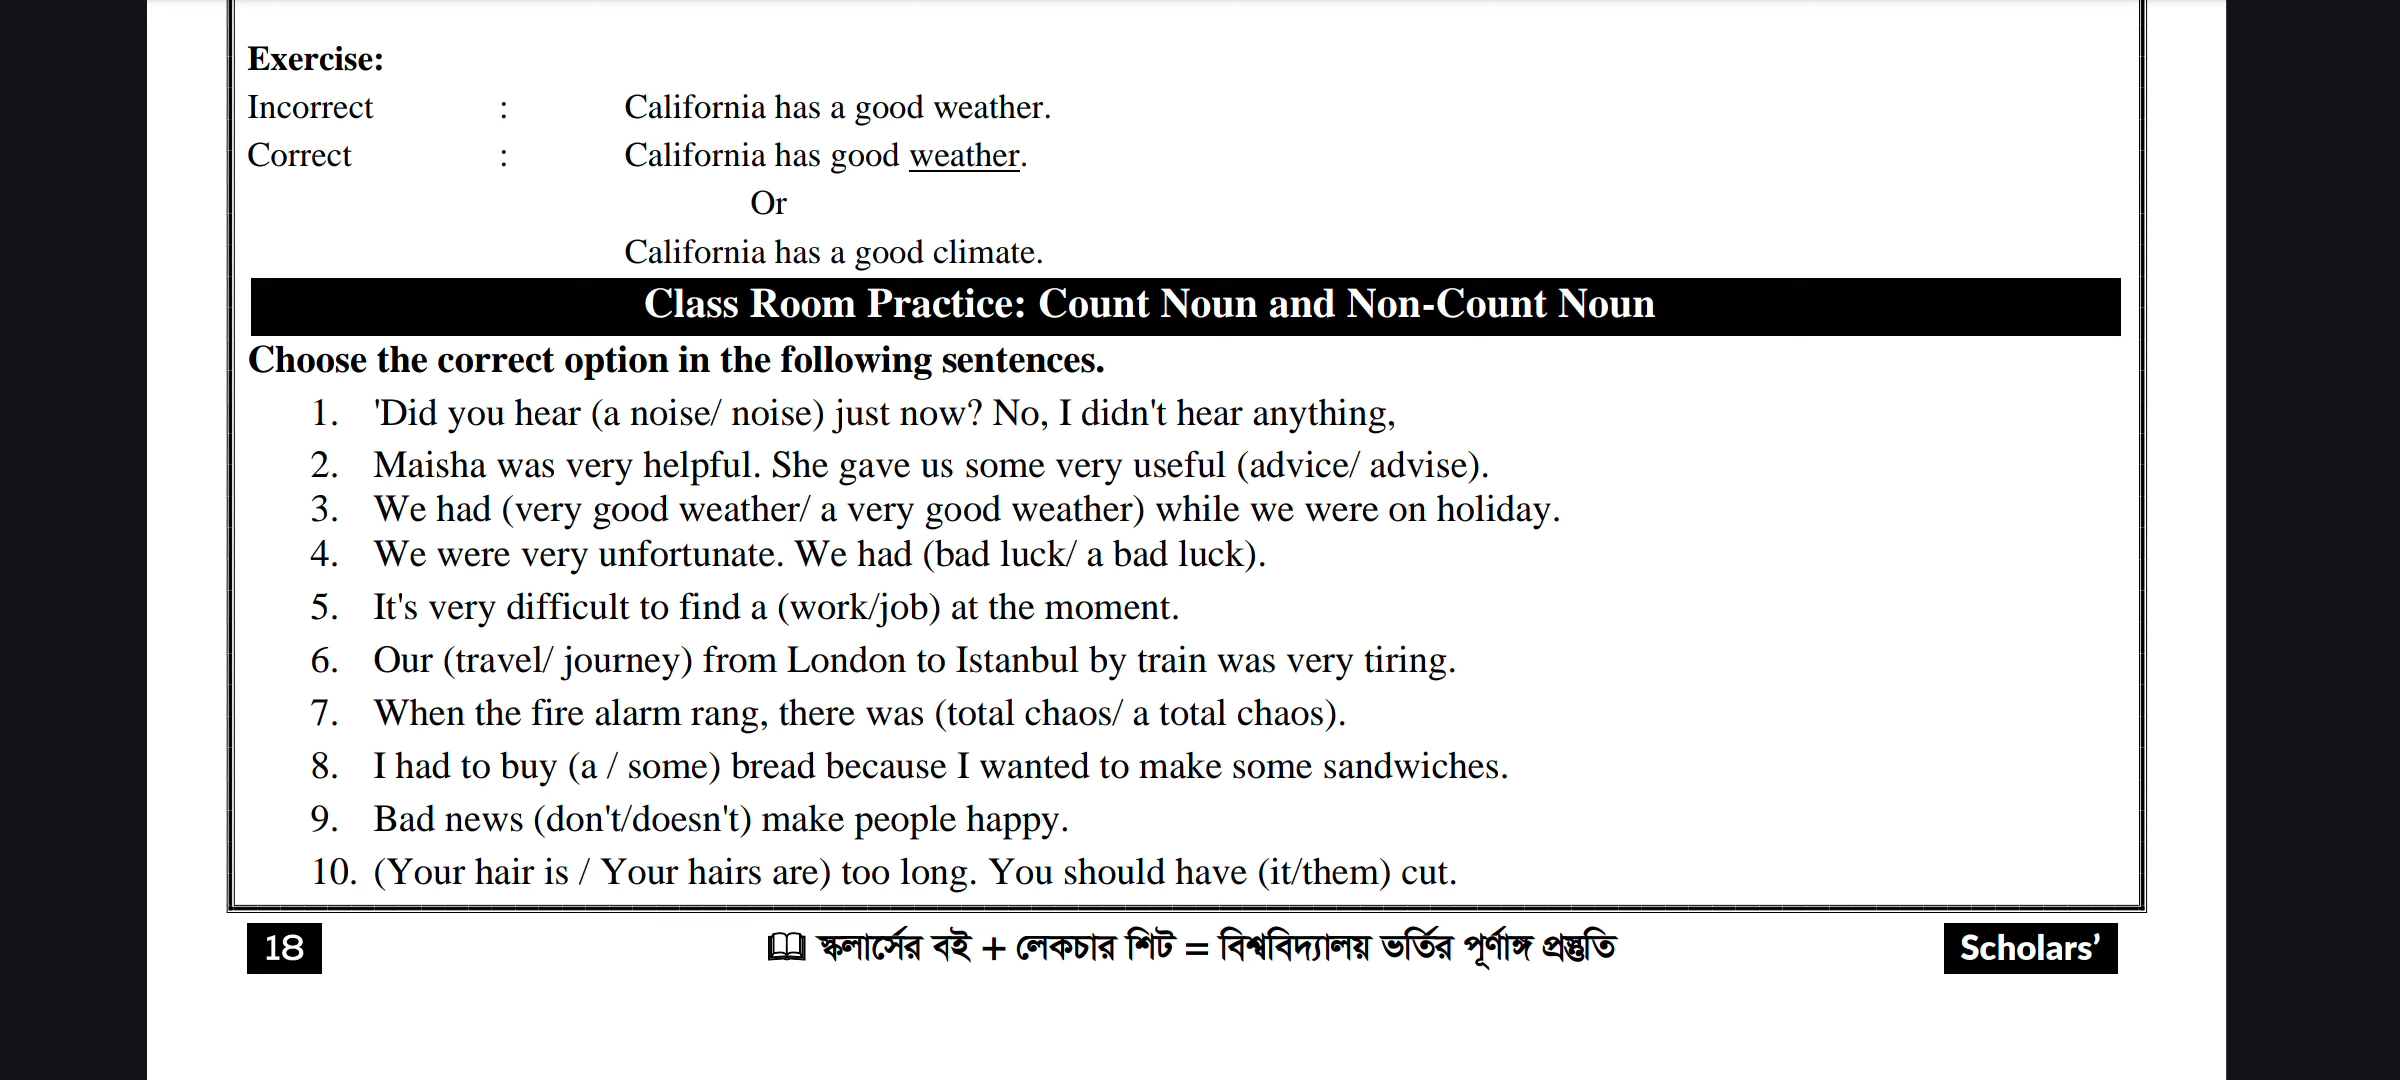 Exercise:
Incorrect : California has a good weather.
Correct : California has good weather.
Or
California has a good climate.
Class Room Practice: Count Noun and Non-Count Noun
Choose the correct option in the following sentences.
1. 'Did you hear (a noise/ noise) just now? No, I didn't hear anything,
2. Maisha was very helpful. She gave us some very useful (advice/ advise).
3. We had (very good weather/ a very good weather) while we were on holiday.
4. We were very unfortunate. We had (bad luck/ a bad luck).
5. It's very difficult to find a (work/job) at the moment.
6. Our (travel/ journey) from London to Istanbul by train was very tiring.
7. When the fire alarm rang, there was (total chaos/ a total chaos).
8. I had to buy (a / some) bread because I wanted to make some sandwiches.
9. Bad news (don't/doesn't) make people happy.
10. (Your hair is / Your hairs are) too long. You should have (it/them) cut.
18 স্কলার্সের বই + লেকচার শিট = বিশ্ববিদ্যালয় ভর্তির পূর্ণাঙ্গ প্রস্তুতি Scholars’